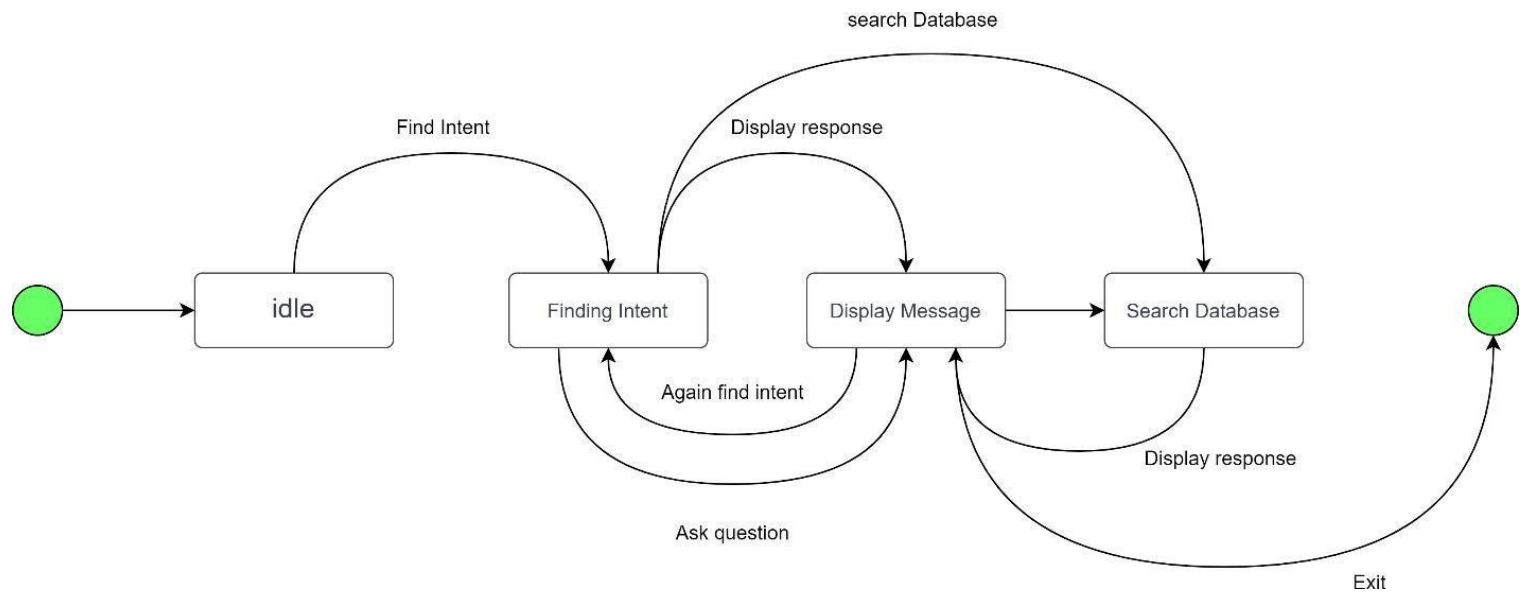 search Database
Find Intent
Display response
idle
Finding Intent
Display Message
Search Database
Again find intent
Display response
Ask question
Exit